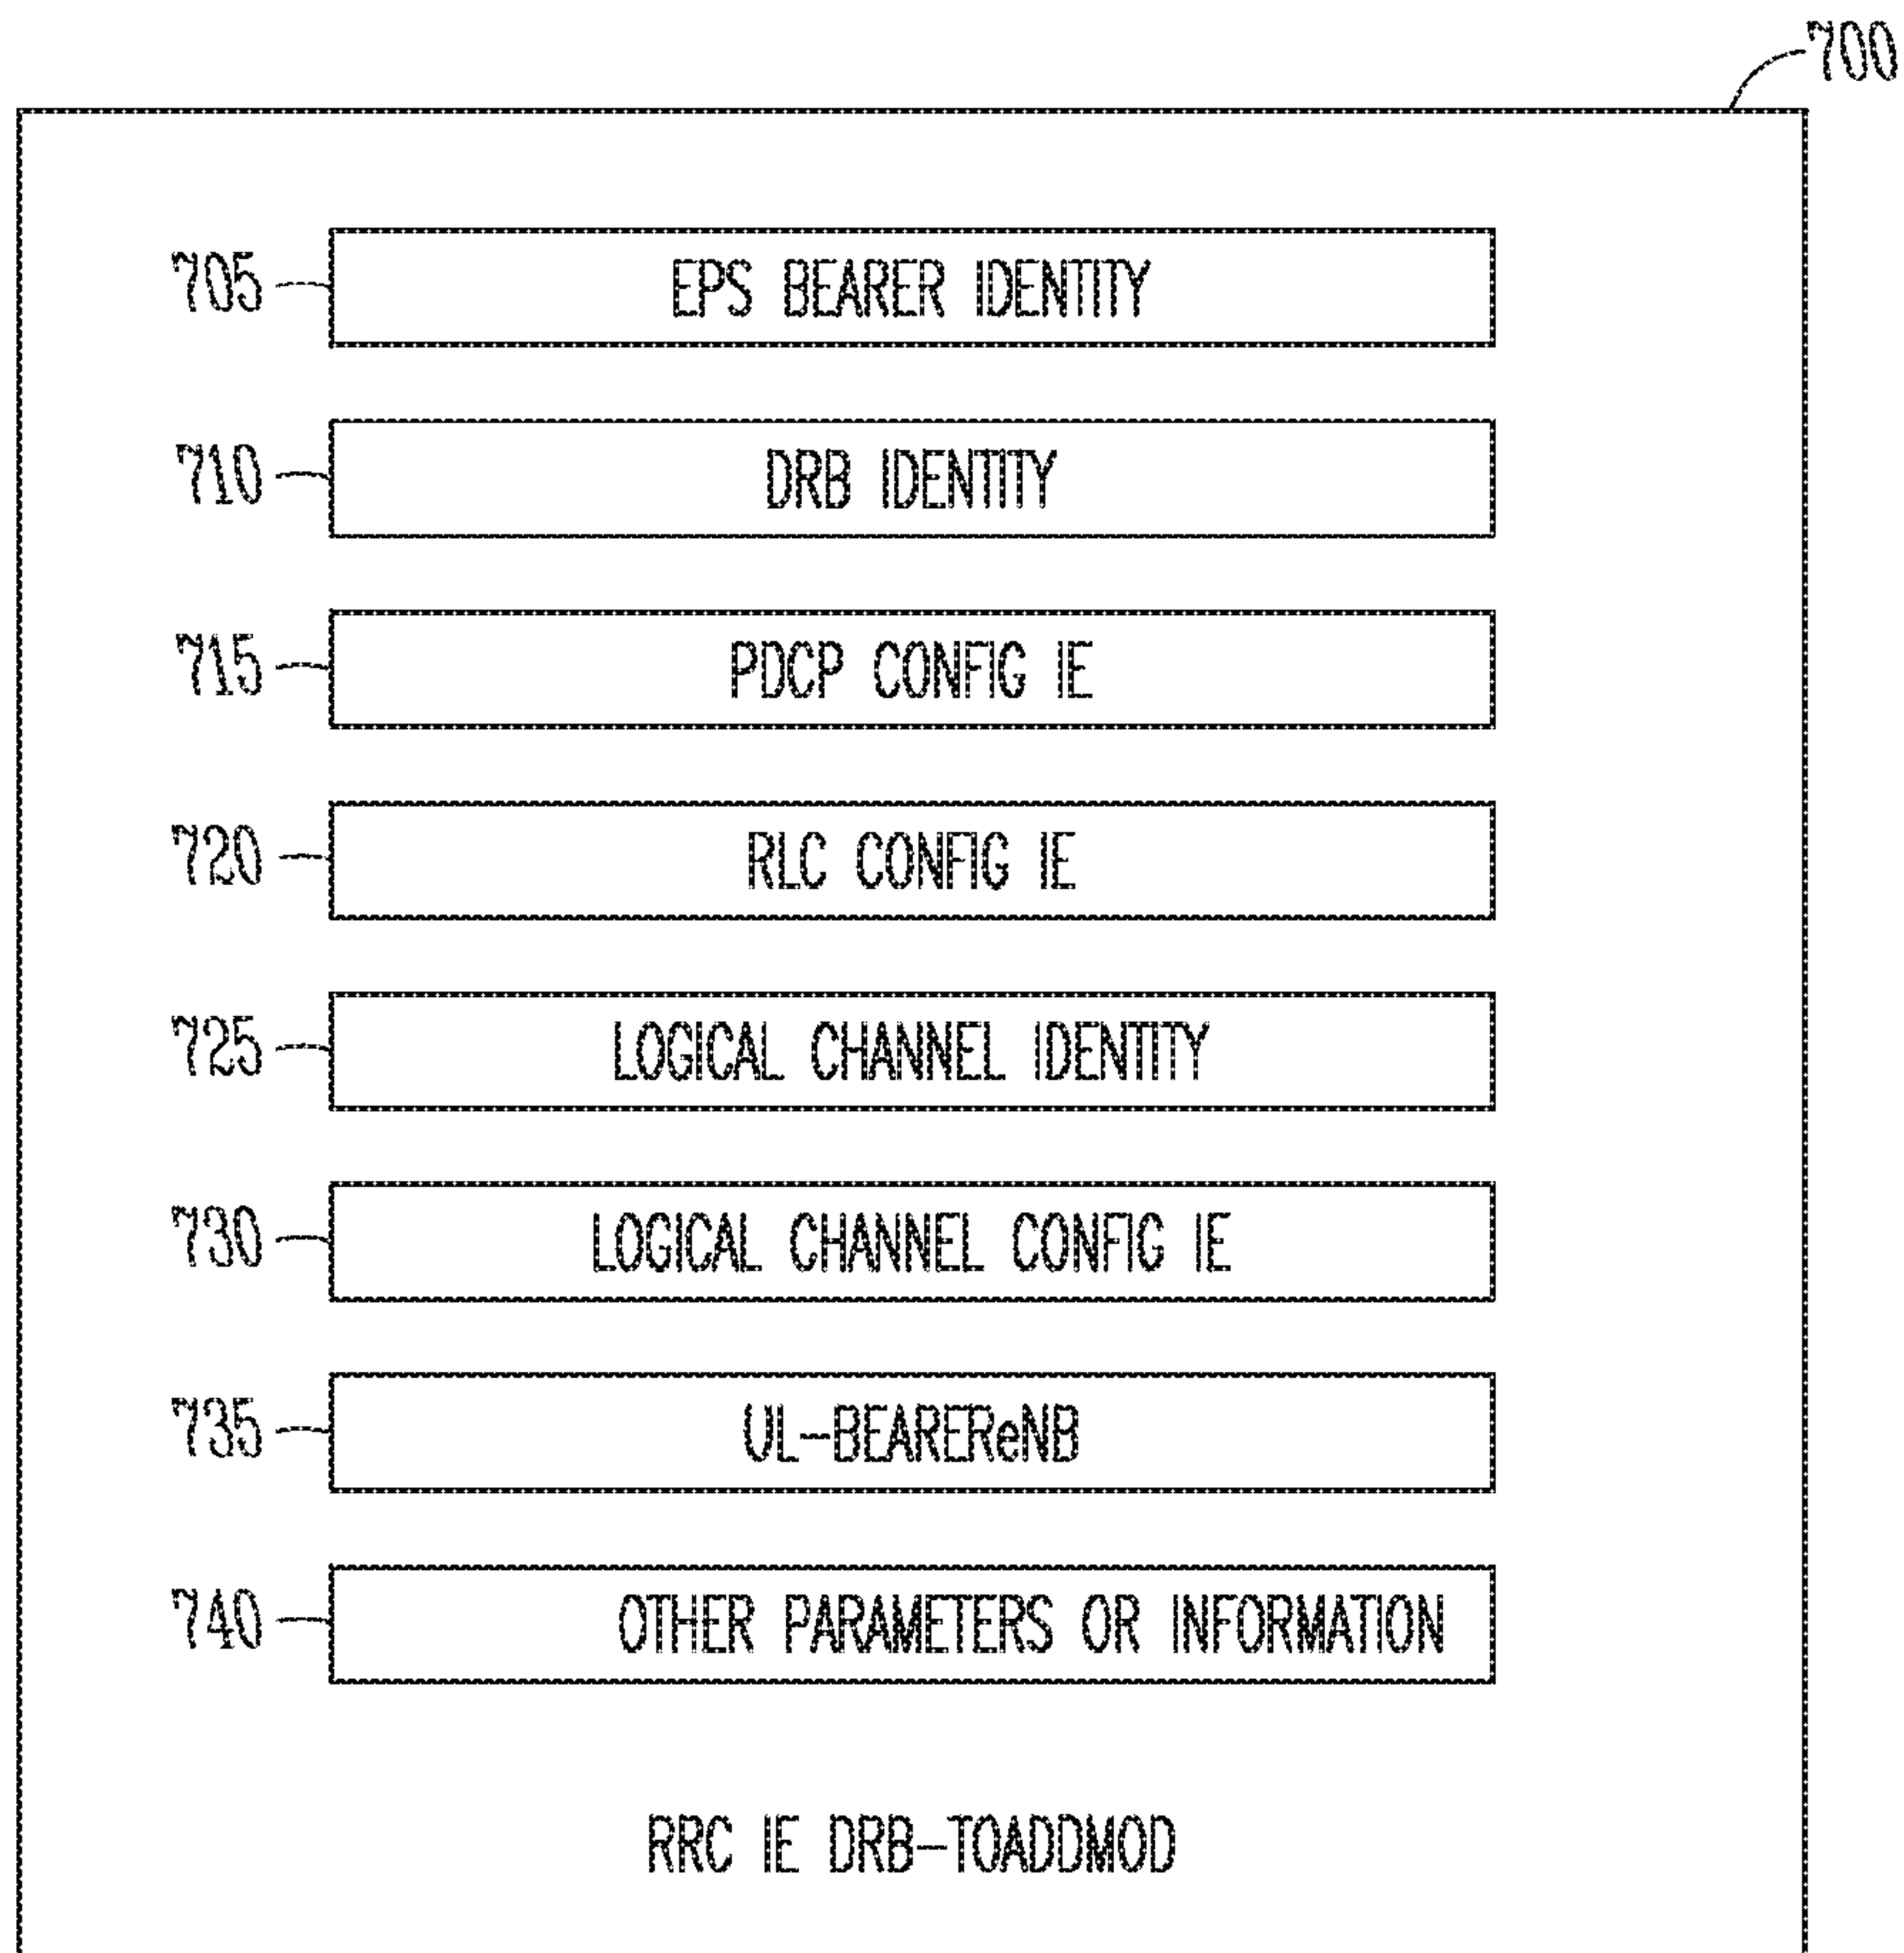 700
705 EPS BEARER IDENTITY
710 DRB IDENTITY
715 PDCP CONFIG IE
720 RLC CONFIG IE
725 LOGICAL CHANNEL IDENTITY
730 LOGICAL CHANNEL CONFIG IE
735 UL-BEAREReNB
740 OTHER PARAMETERS OR INFORMATION
RRC IE DRB-TOADDMOD